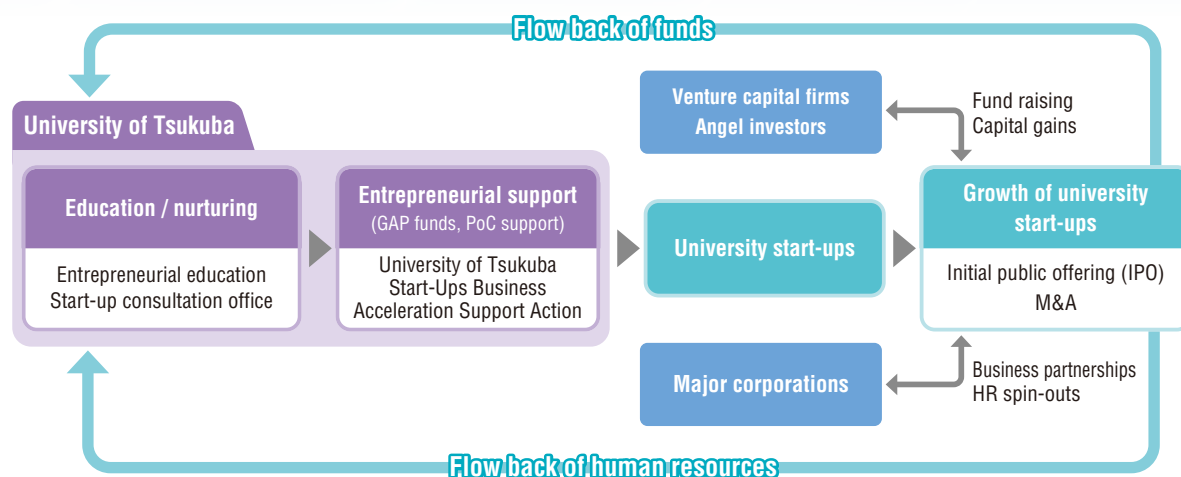 Flow back of funds
University of Tsukuba
Education / nurturing
Entrepreneurial education
Start-up consultation office
Entrepreneurial support
(GAP funds, PoC support)
University of Tsukuba
Start-Ups Business
Acceleration Support Action
Venture capital firms
Angel investors
Fund raising
Capital gains
University start-ups
Growth of university
start-ups
Initial public offering (IPO)
M&A
Major corporations
Business partnerships
HR spin-outs
Flow back of human resources